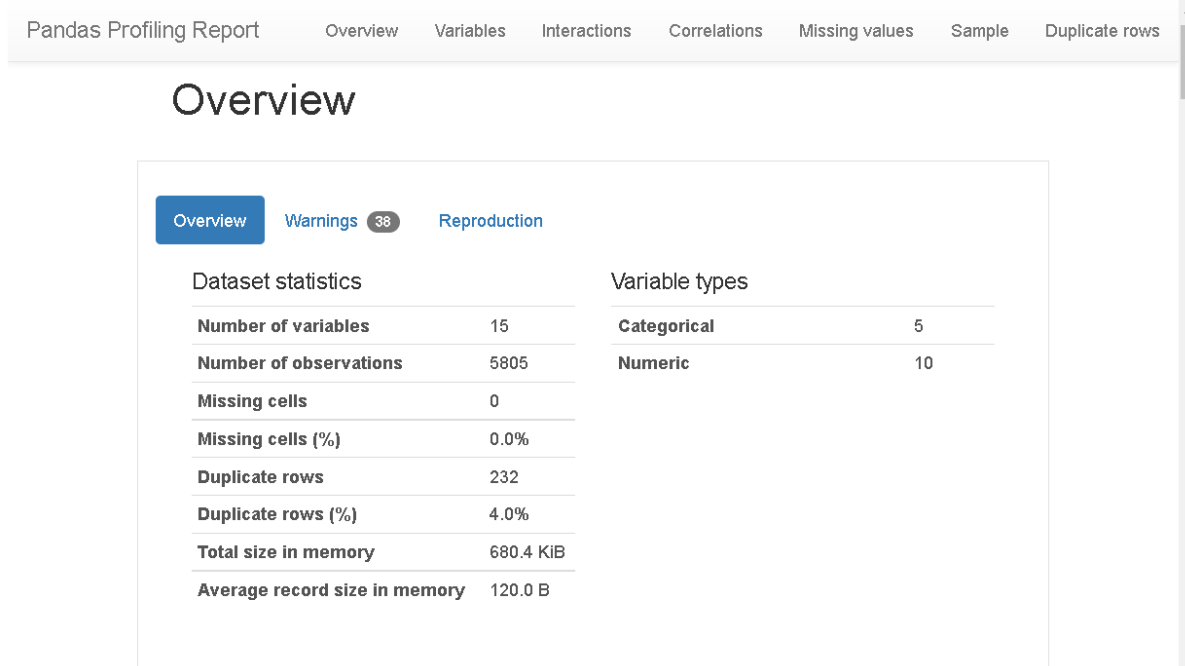 Pandas Profiling Report Overview Variables Interactions Correlations Missing values Sample Duplicate rows
Overview
Overview Warnings 38 Reproduction
Dataset statistics
Number of variables 15
Number of observations 5805
Missing cells 0
Missing cells (%) 0.0%
Duplicate rows 232
Duplicate rows (%) 4.0%
Total size in memory 680.4 KiB
Average record size in memory 120.0 B
Variable types
Categorical 5
Numeric 10